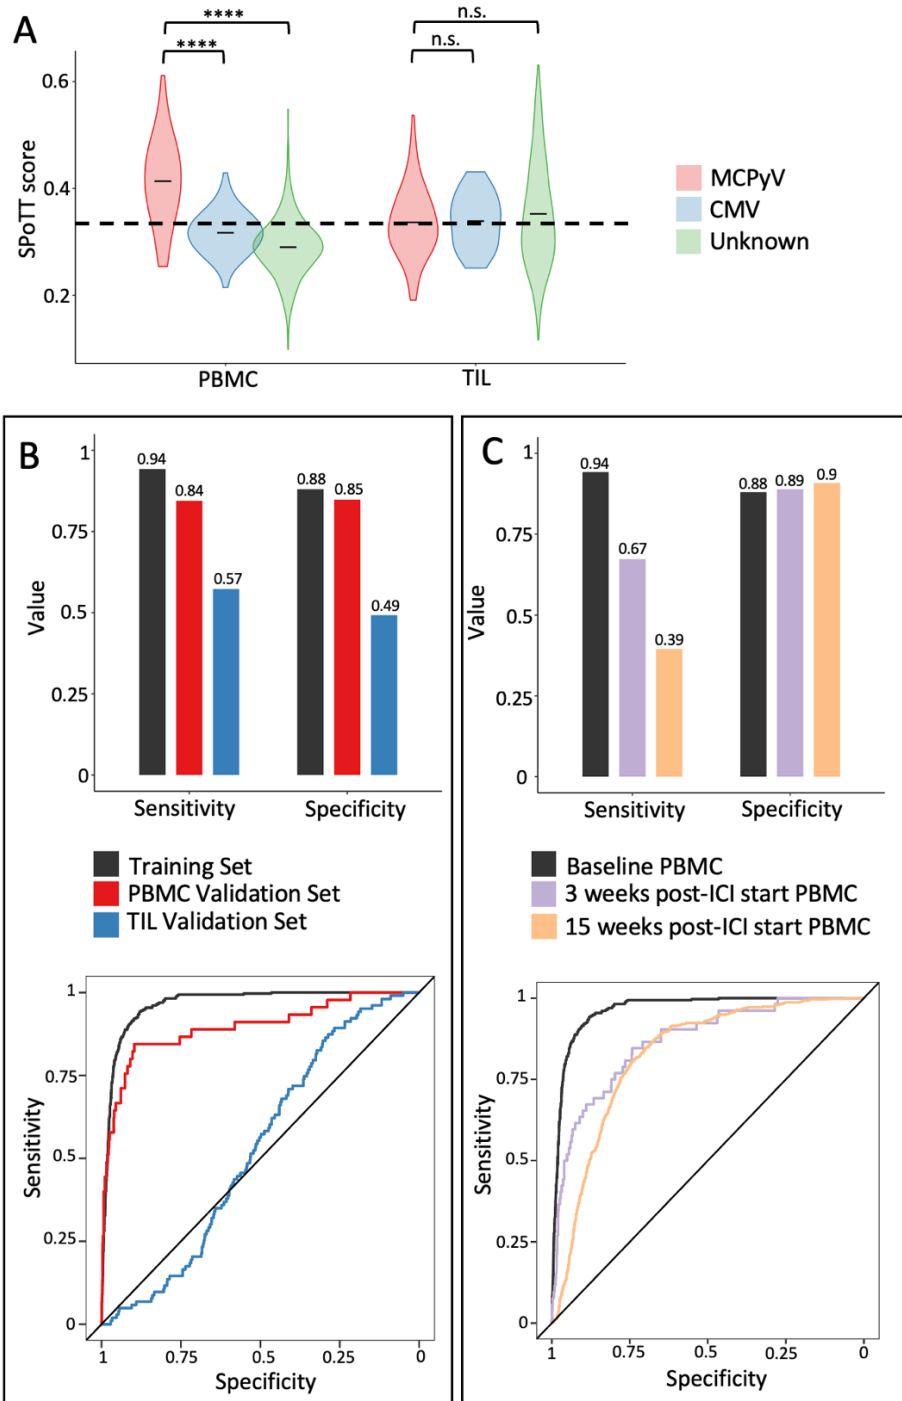 A
****
****
n.s.
n.s.
SPoTT score
0.6
0.4
0.2
PBMC
TIL
MCPyV
CMV
Unknown
B
Value
1
0.75
0.5
0.25
0
0.94
0.84
0.57
0.88
0.85
0.49
Sensitivity
Specificity
Training Set
PBMC Validation Set
TIL Validation Set
Sensitivity
1
0.75
0.5
0.25
0
1
0.75
0.5
0.25
0
Specificity
C
Value
1
0.75
0.5
0.25
0
0.94
0.67
0.39
0.88
0.89
0.9
Sensitivity
Specificity
Baseline PBMC
3 weeks post-ICI start PBMC
15 weeks post-ICI start PBMC
Sensitivity
1
0.75
0.5
0.25
0
1
0.75
0.5
0.25
0
Specificity